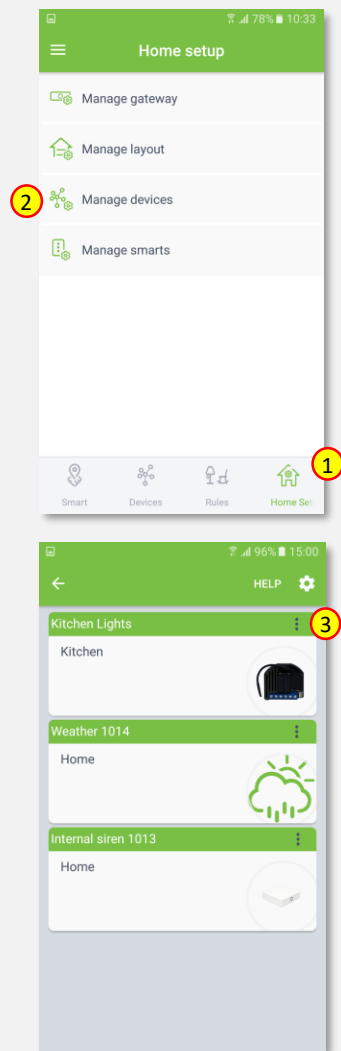 78% 10:33
Home setup
Manage gateway
Manage layout
2
Manage devices
Manage smarts
1
Smart
Devices
Rules
Home Set
96% 15:00
HELP
Kitchen Lights
3
Kitchen
Weather 1014
Home
Internal siren 1013
Home